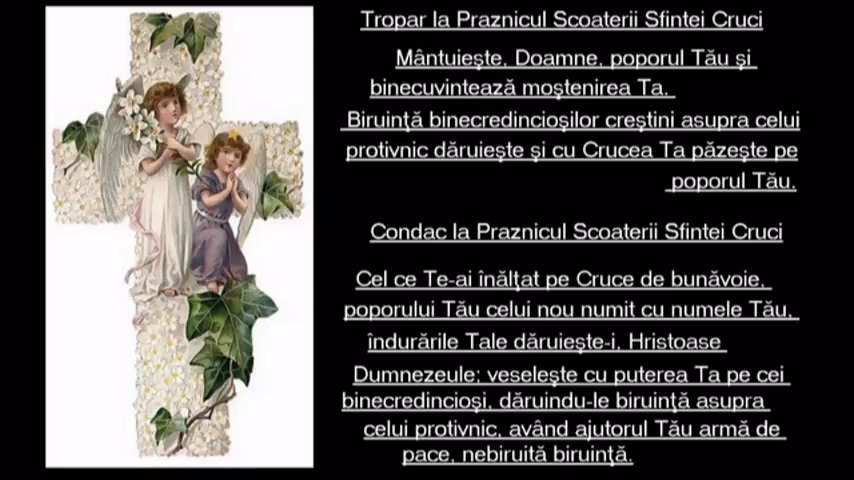 Tropar la Praznicul Scoaterii Sfintei Cruci
Mântuieşte, Doamne, poporul Tău şi
binecuvintează moştenirea Ta.
Biruinţă binecredincioşilor creştini asupra celui
protivnic dăruieşte şi cu Crucea Ta păzeşte pe
poporul Tău.
Condac la Praznicul Scoaterii Sfintei Cruci
Cel ce Te-ai înălţat pe Cruce de bunăvoie,
poporului Tău celui nou numit cu numele Tău,
îndurările Tale dăruieşte-i, Hristoase
Dumnezeule; veseleşte cu puterea Ta pe cei
binecredincioşi, dăruindu-le biruinţă asupra
celui protivnic, având ajutorul Tău armă de
pace, nebiruită biruinţă.